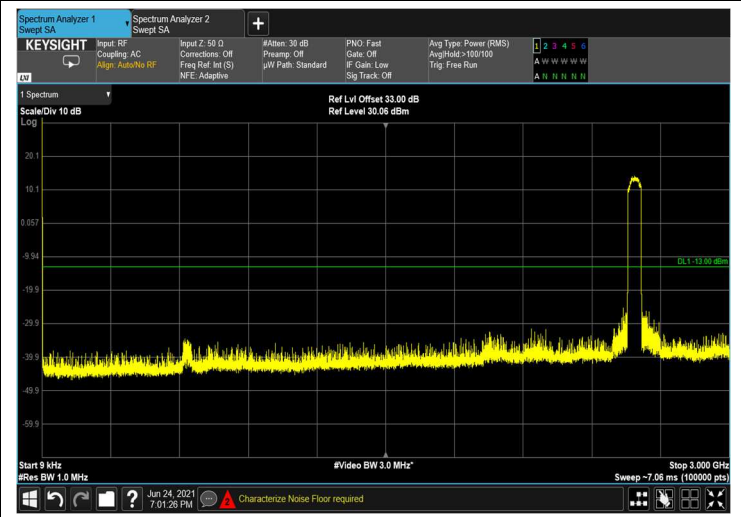 Spectrum Analyzer 1
Swept SA
Spectrum Analyzer 2
Swept SA
+
KEYSIGHT
LXI
Input: RF
Coupling: AC
Align: Auto/No RF
Input Z: 50 Ω
Corrections: Off
Freq Ref: Int (S)
NFE: Adaptive
#Atten: 30 dB
Preamp: Off
µW Path: Standard
PNO: Fast
Gate: Off
IF Gain: Low
Sig Track: Off
Avg Type: Power (RMS)
Avg|Hold:>100/100
Trig: Free Run
1 2 3 4 5 6
A W W W W W
A N N N N N
1 Spectrum
Scale/Div 10 dB
Log
Ref Lvl Offset 33.00 dB
Ref Level 30.06 dBm
20.1
10.1
0.057
-9.94
DL1 -13.00 dBm
-19.9
-29.9
-39.9
-49.9
-59.9
Start 9 kHz
#Video BW 3.0 MHz*
Stop 3.000 GHz
#Res BW 1.0 MHz
Sweep ~7.06 ms (100000 pts)
?
Jun 24, 2021
7:01:26 PM
2
Characterize Noise Floor required